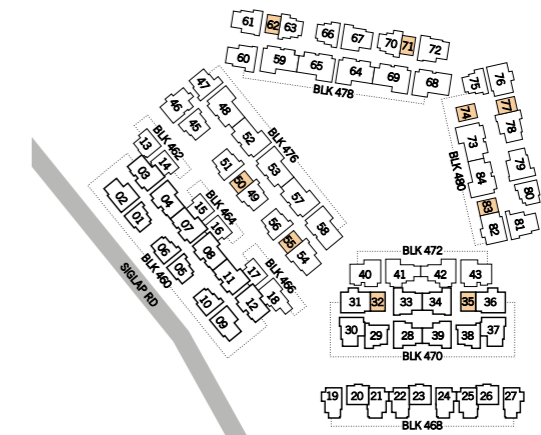 61 62 63 66 67 70 71 72
60 59 65 64 69 68
BLK 478
75 76
74 77
73 78
BLK 480
84 79
83 80
82 81
47
46 48
45 52
BLK 476
51 53
50 49 57
56 58
55 54
13 BLK 462
14
03
02 04 15 BLK 464
01 07 16
06 08
05 BLK 460
11 17 BLK 466
10 12 18
09
SIGLAP RD
BLK 472
40 41 42 43
31 32 33 34 35 36
30 29 28 39 38 37
BLK 470
19 20 21 22 23 24 25 26 27
BLK 468